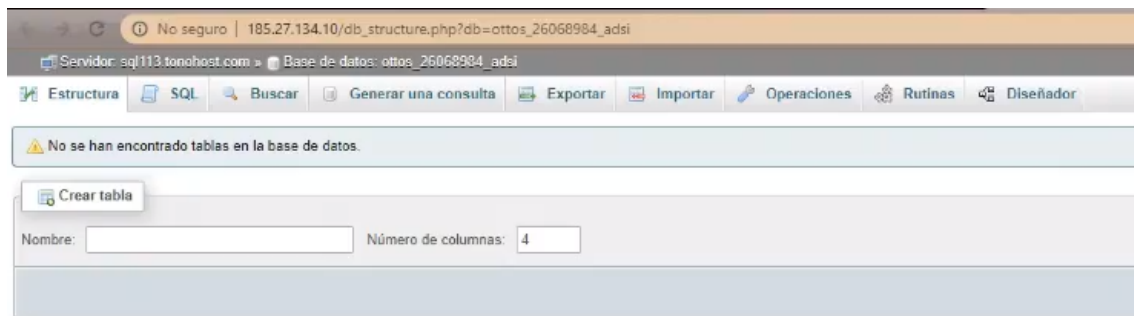 No seguro | 185.27.134.10/db_structure.php?db=ottos_26068984_adsi
Servidor: sql113.tonohost.com » Base de datos: ottos_26068984_adsi
Estructura SQL Buscar Generar una consulta Exportar Importar Operaciones Rutinas Diseñador
No se han encontrado tablas en la base de datos.
Crear tabla
Nombre: Número de columnas: 4